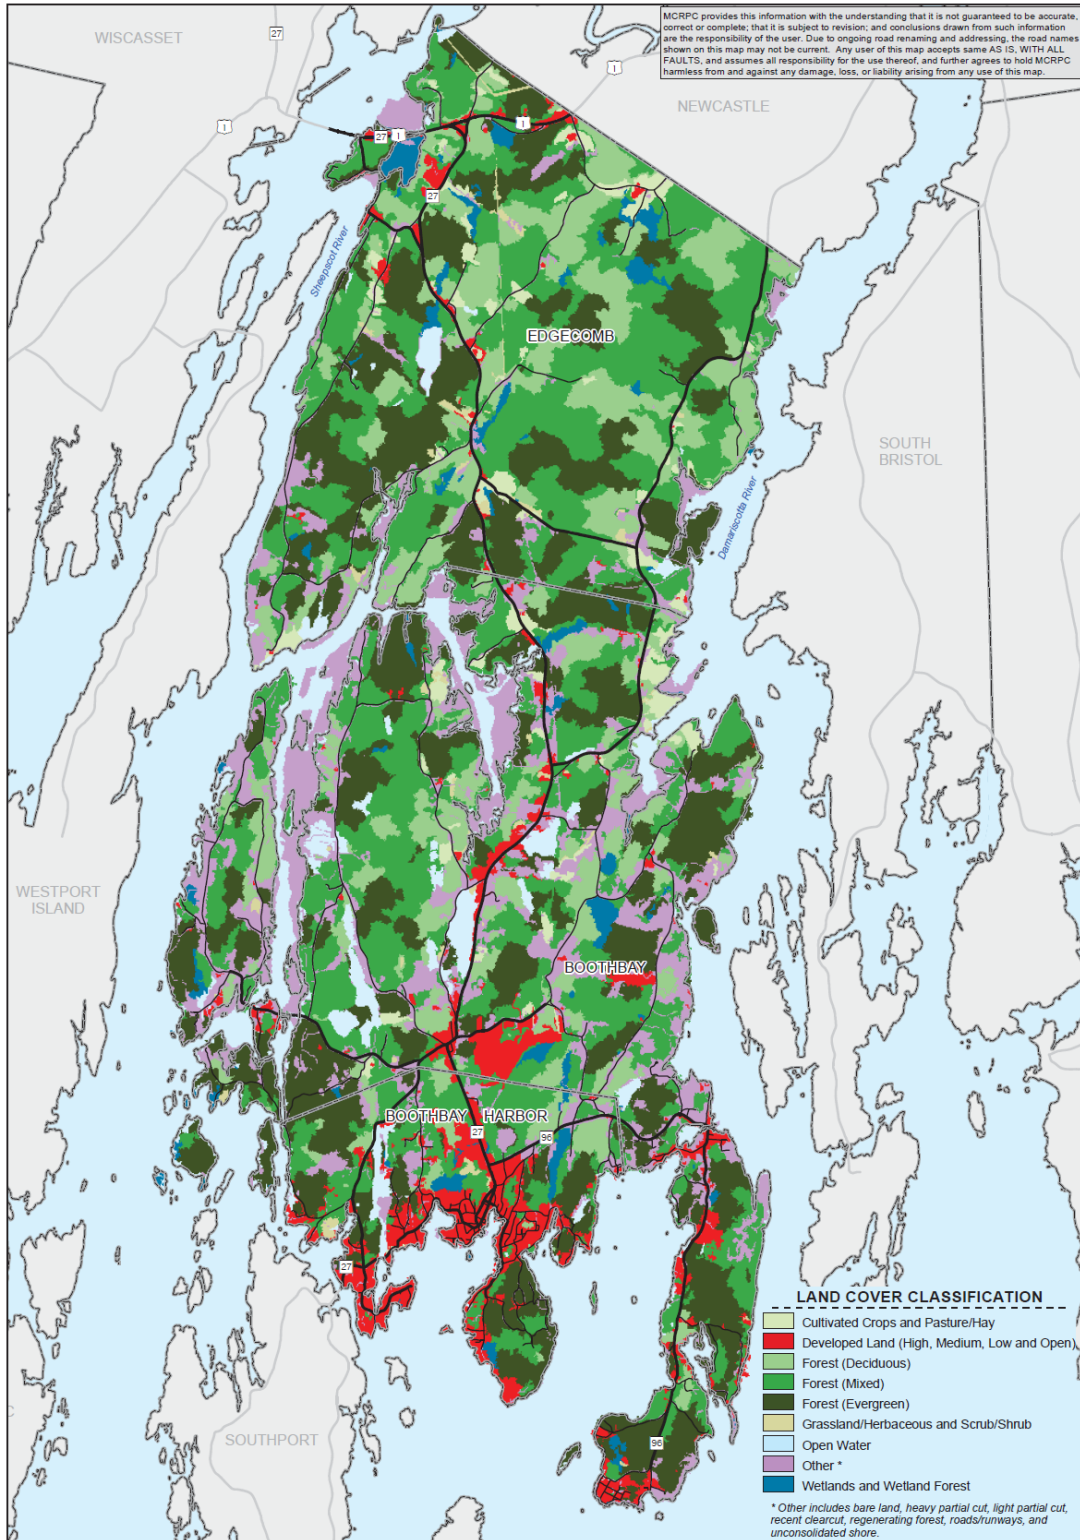 MCRPC provides this information with the understanding that it is not guaranteed to be accurate,
correct or complete; that it is subject to revision; and conclusions drawn from such information
are the responsibility of the user. Due to ongoing road renaming and addressing, the road names
shown on this map may not be current. Any user of this map accepts same AS IS, WITH ALL
FAULTS, and assumes all responsibility for the use thereof, and further agrees to hold MCRPC
harmless from and against any damage, loss, or liability arising from any use of this map.
WISCASSET
27
1
NEWCASTLE
1
27
1
1
27
Sheepscot River
EDGECOMB
SOUTH
BRISTOL
Damariscotta River
WESTPORT
ISLAND
BOOTHBAY
BOOTHBAY HARBOR
27
96
27
SOUTHPORT
96
LAND COVER CLASSIFICATION
Cultivated Crops and Pasture/Hay
Developed Land (High, Medium, Low and Open)
Forest (Deciduous)
Forest (Mixed)
Forest (Evergreen)
Grassland/Herbaceous and Scrub/Shrub
Open Water
Other *
Wetlands and Wetland Forest
* Other includes bare land, heavy partial cut, light partial cut,
recent clearcut, regenerating forest, roads/runways, and
unconsolidated shore.